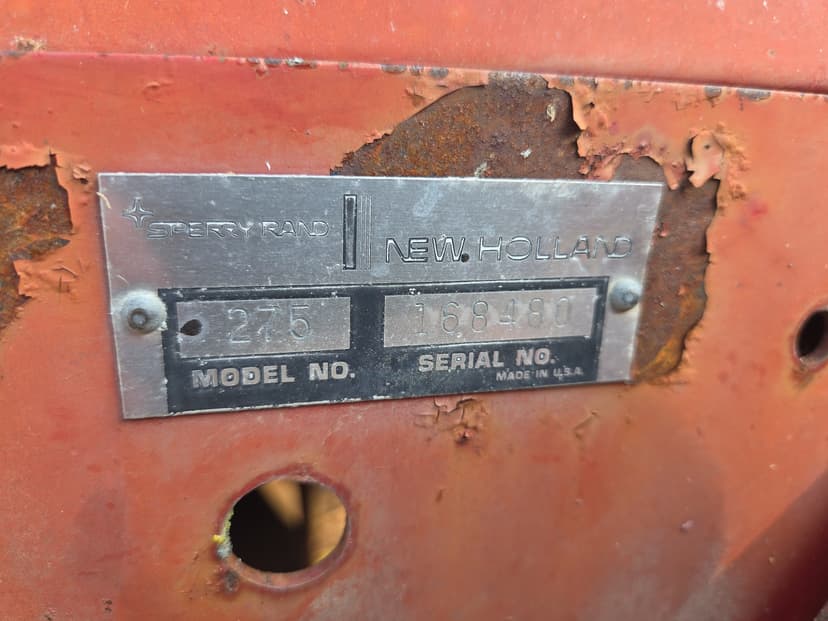 SPERRY RAND NEW HOLLAND
275 168480
MODEL NO. SERIAL NO.
MADE IN U.S.A.